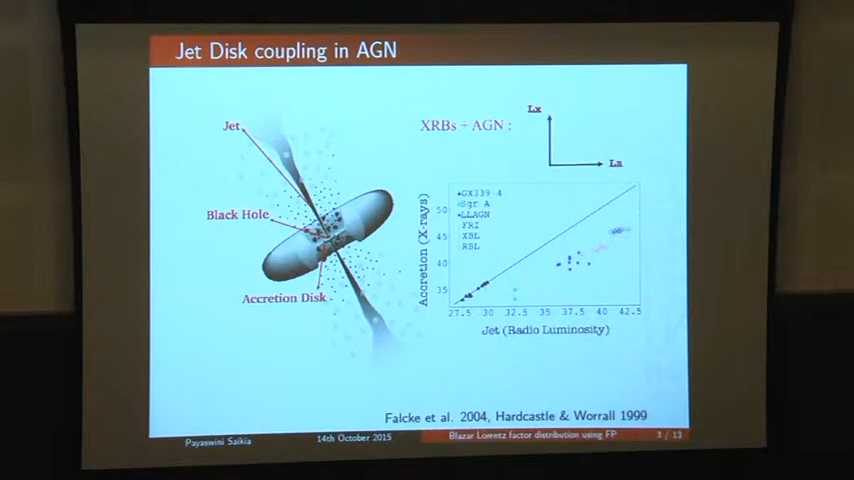 Jet Disk coupling in AGN
Jet
Black Hole
Accretion Disk
XRBs + AGN :
Lx
LR
GX339 4
Sgr A
LLAGN
FRI
XBL
RBL
Accretion (X-rays)
50
45
40
35
27.5 30 32.5 35 37.5 40 42.5
Jet (Radio Luminosity)
Falcke et al. 2004, Hardcastle & Worrall 1999
Payaswini Saikia 14th October 2015 Blazar Lorentz factor distribution using FP 3 / 13